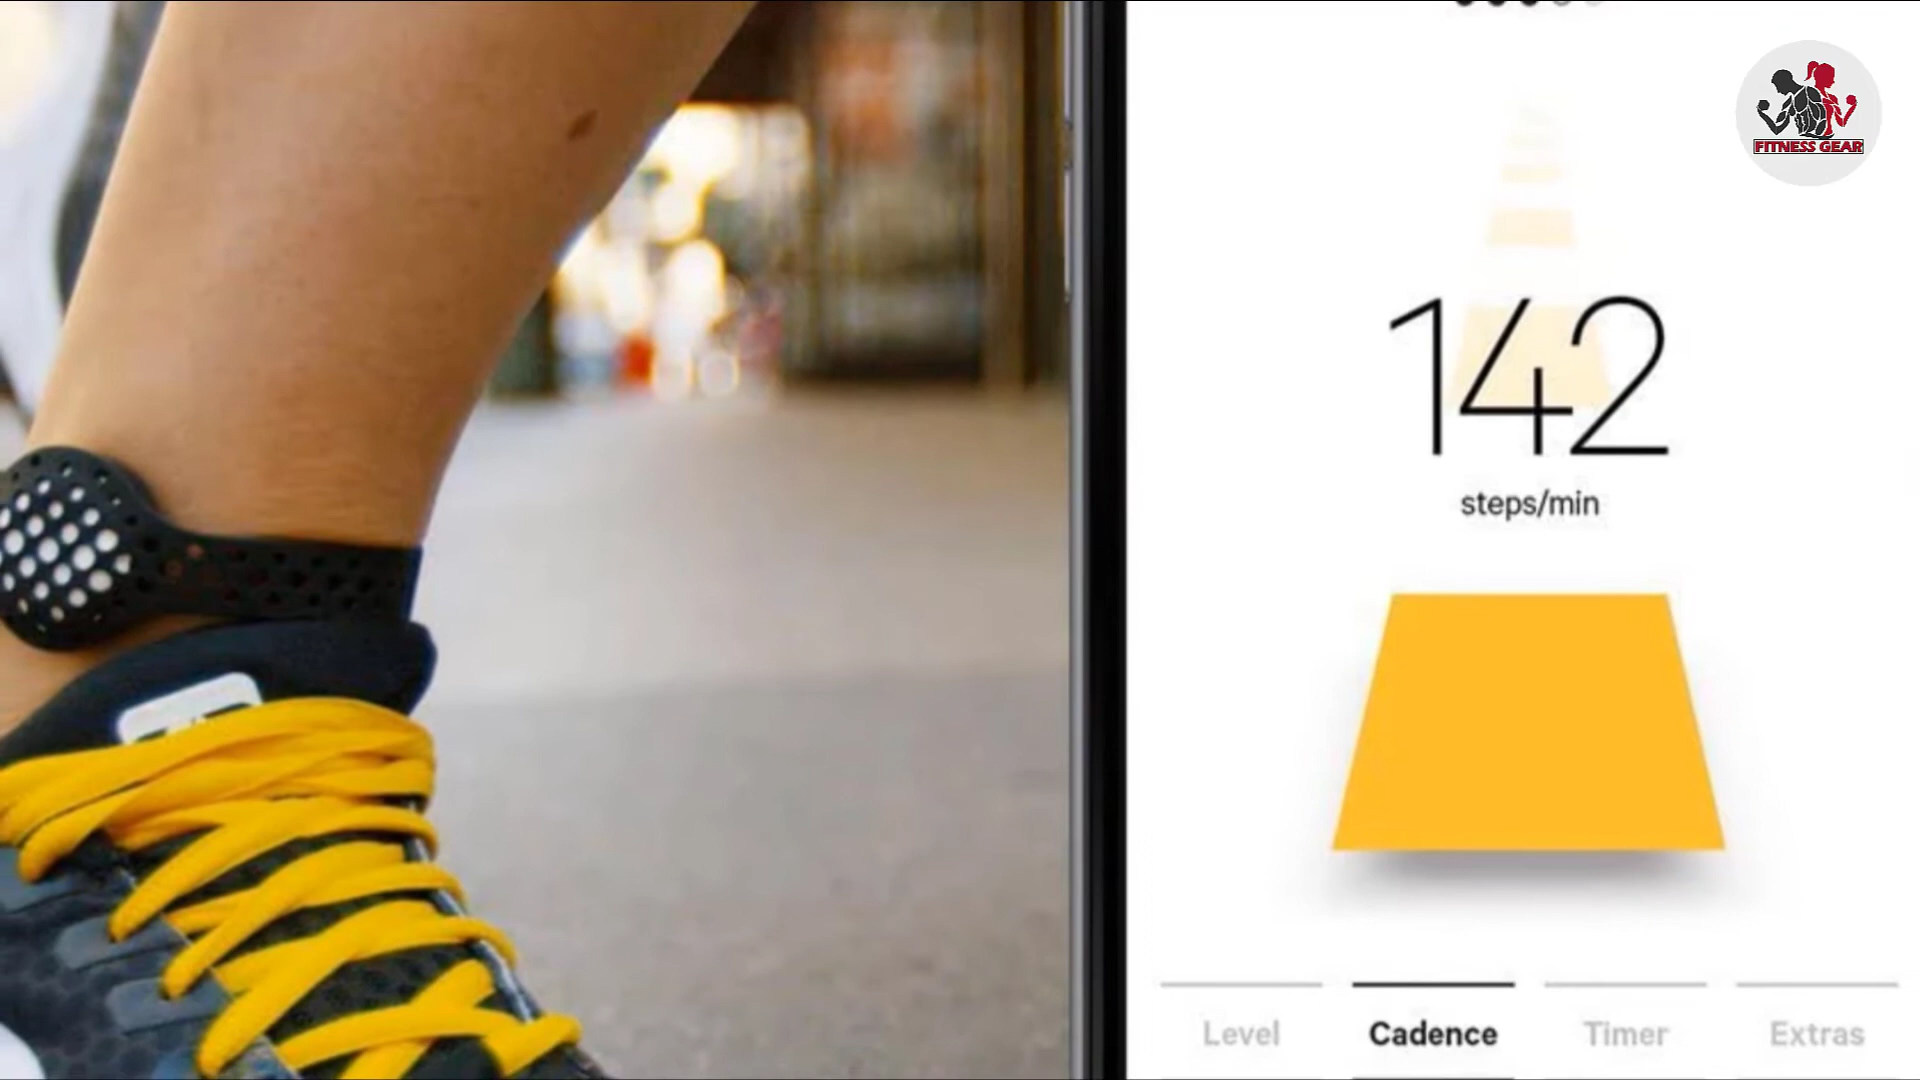 FITNESS GEAR
142
steps/min
Level
Cadence
Timer
Extras